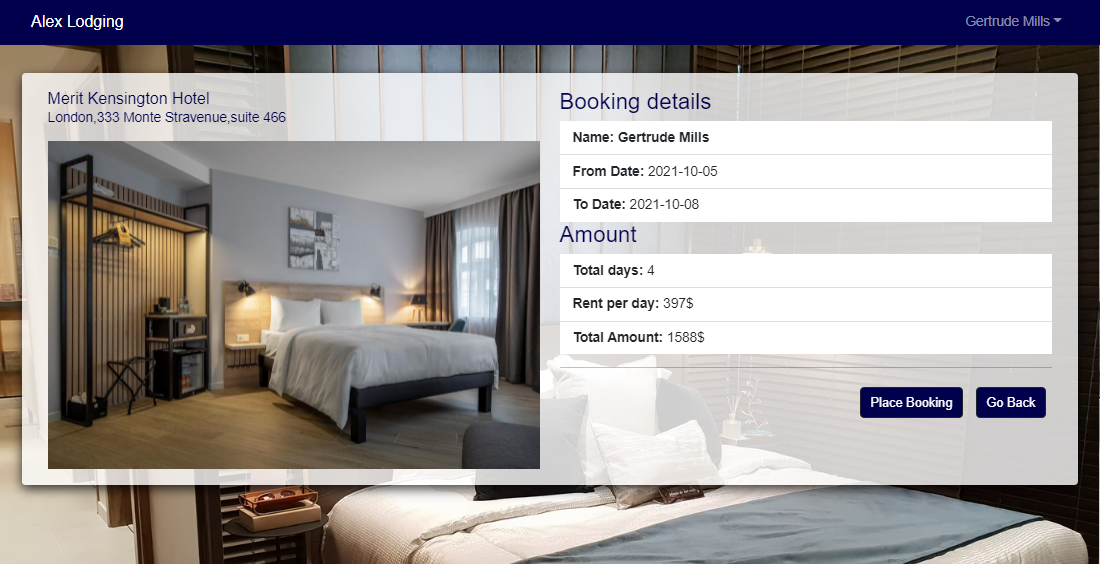 Alex Lodging
Gertrude Mills
Merit Kensington Hotel
London,333 Monte Stravenue,suite 466
Booking details
Name: Gertrude Mills
From Date: 2021-10-05
To Date: 2021-10-08
Amount
Total days: 4
Rent per day: 397$
Total Amount: 1588$
Place Booking
Go Back